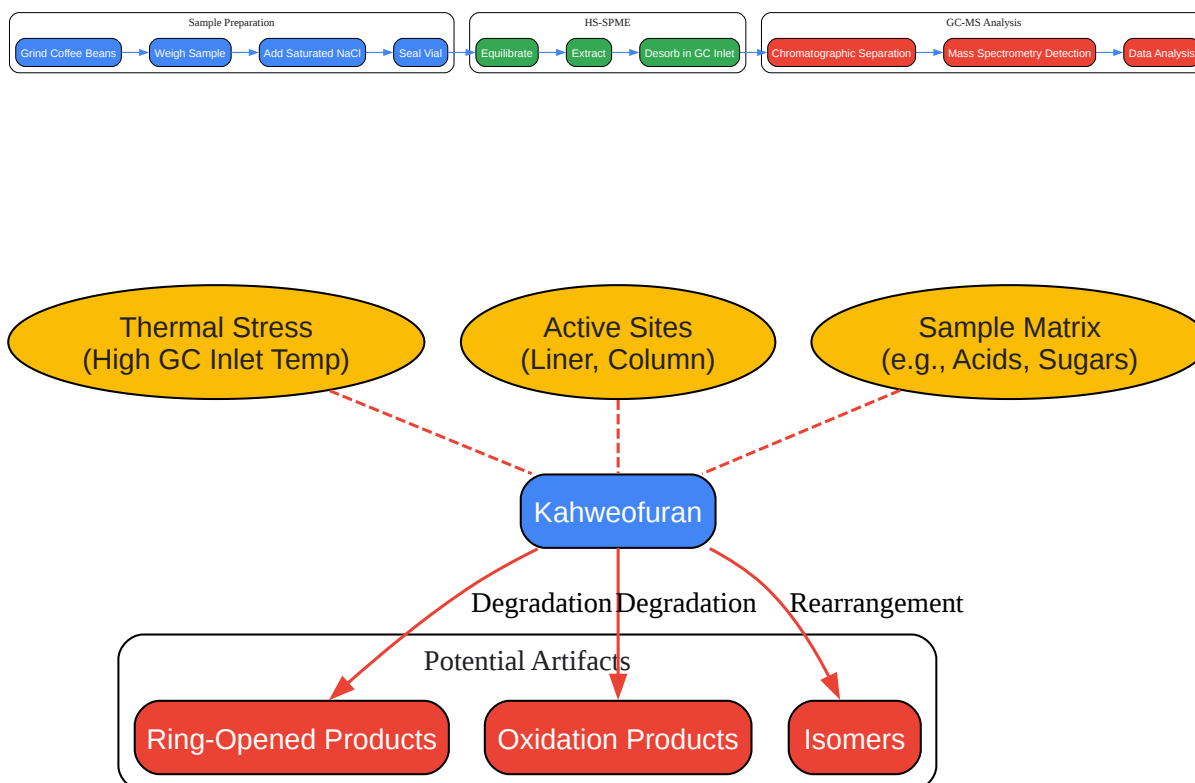 Sample Preparation
HS-SPME
GC-MS Analysis
Grind Coffee Beans
Weigh Sample
Add Saturated NaCl
Seal Vial
Equilibrate
Extract
Desorb in GC Inlet
Chromatographic Separation
Mass Spectrometry Detection
Data Analysis
Thermal Stress
(High GC Inlet Temp)
Active Sites
(Liner, Column)
Sample Matrix
(e.g., Acids, Sugars)
Kahweofuran
Degradation
Degradation
Rearrangement
Potential Artifacts
Ring-Opened Products
Oxidation Products
Isomers